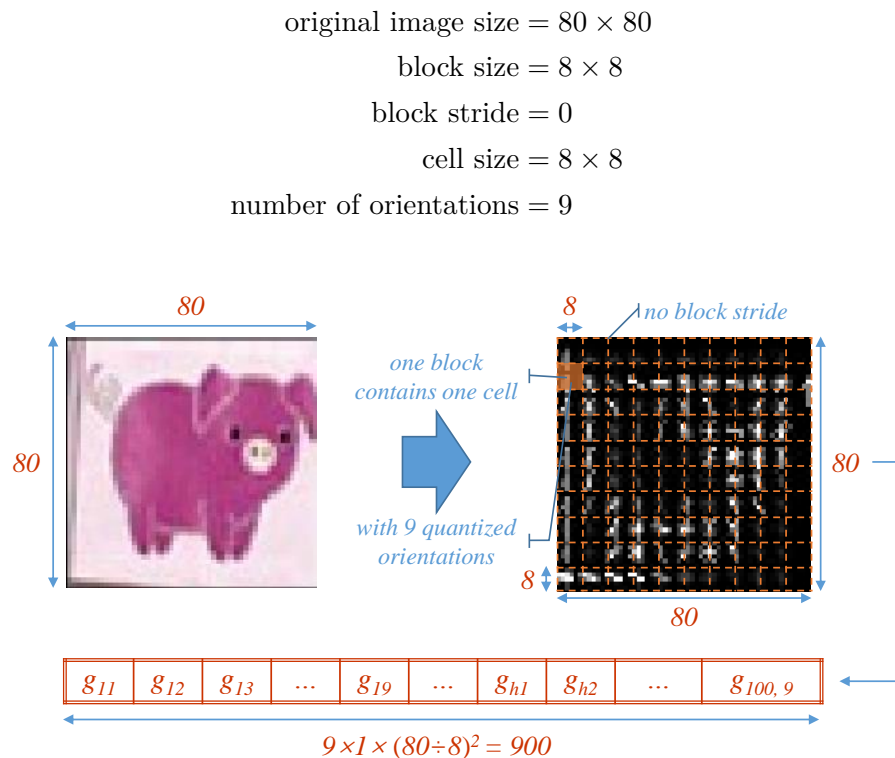 original image size = 80 × 80
block size = 8 × 8
block stride = 0
cell size = 8 × 8
number of orientations = 9
80
8
no block stride
one block
contains one cell
80
80
with 9 quantized
orientations
8
80
g11 g12 g13 ... g19 ... gh1 gh2 ... g100, 9
9×1×(80÷8)² = 900